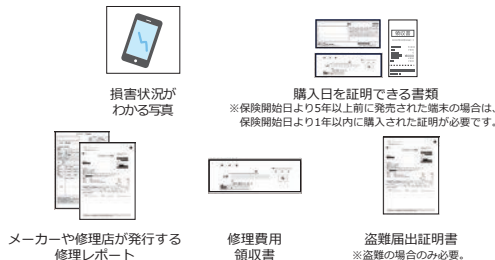 領収書
損害状況が
わかる写真
購入日を証明できる書類
※保険開始日より5年以上前に発売された端末の場合は、
保険開始日より1年以内に購入された証明が必要です。
メーカーや修理店が発行する
修理レポート
修理費用
領収書
盗難届出証明書
※盗難の場合のみ必要。